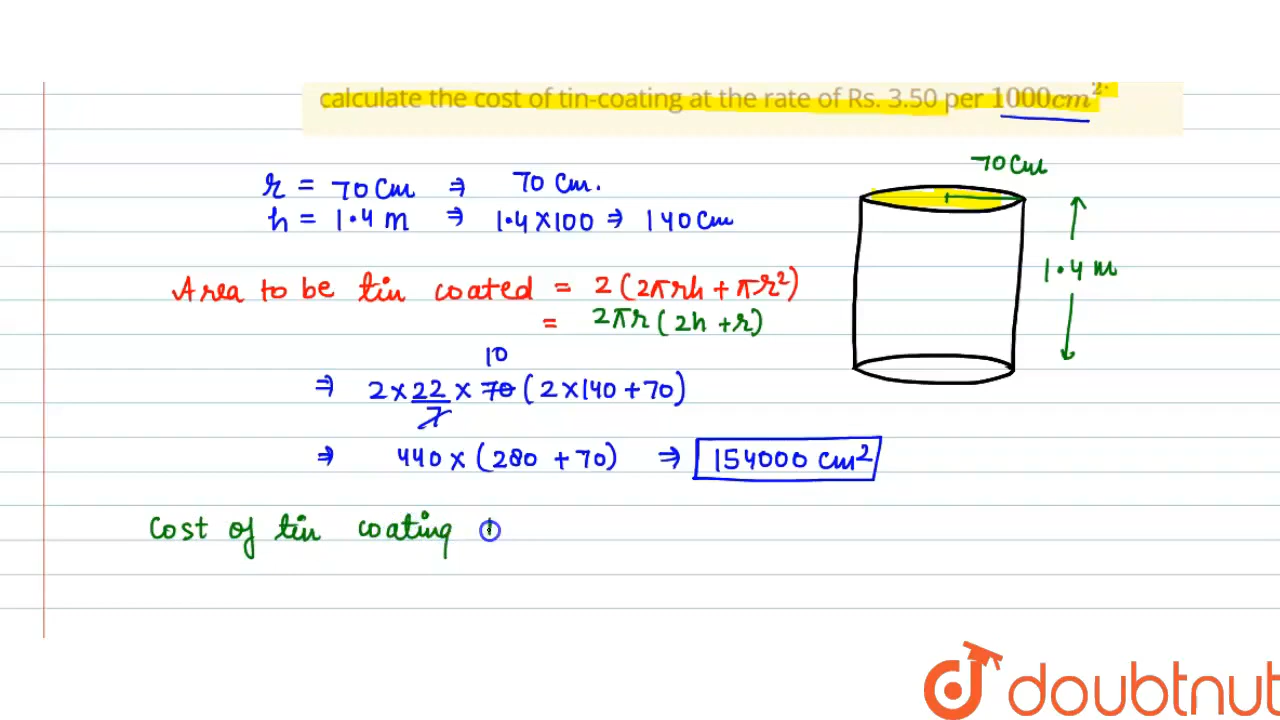 calculate the cost of tin-coating at the rate of Rs. 3.50 per 1000cm².
70 cm
r = 70 cm ⇒ 70 cm.
h = 1.4 m ⇒ 1.4 × 100 ⇒ 140 cm
1.4 m
Area to be tin coated = 2(2πrh + πr²)
= 2πr(2h + r)
10
⇒ 2 × 22/7 × 70 (2 × 140 + 70)
⇒ 440 × (280 + 70) ⇒ 154000 cm²
Cost of tin coating
doubtnut